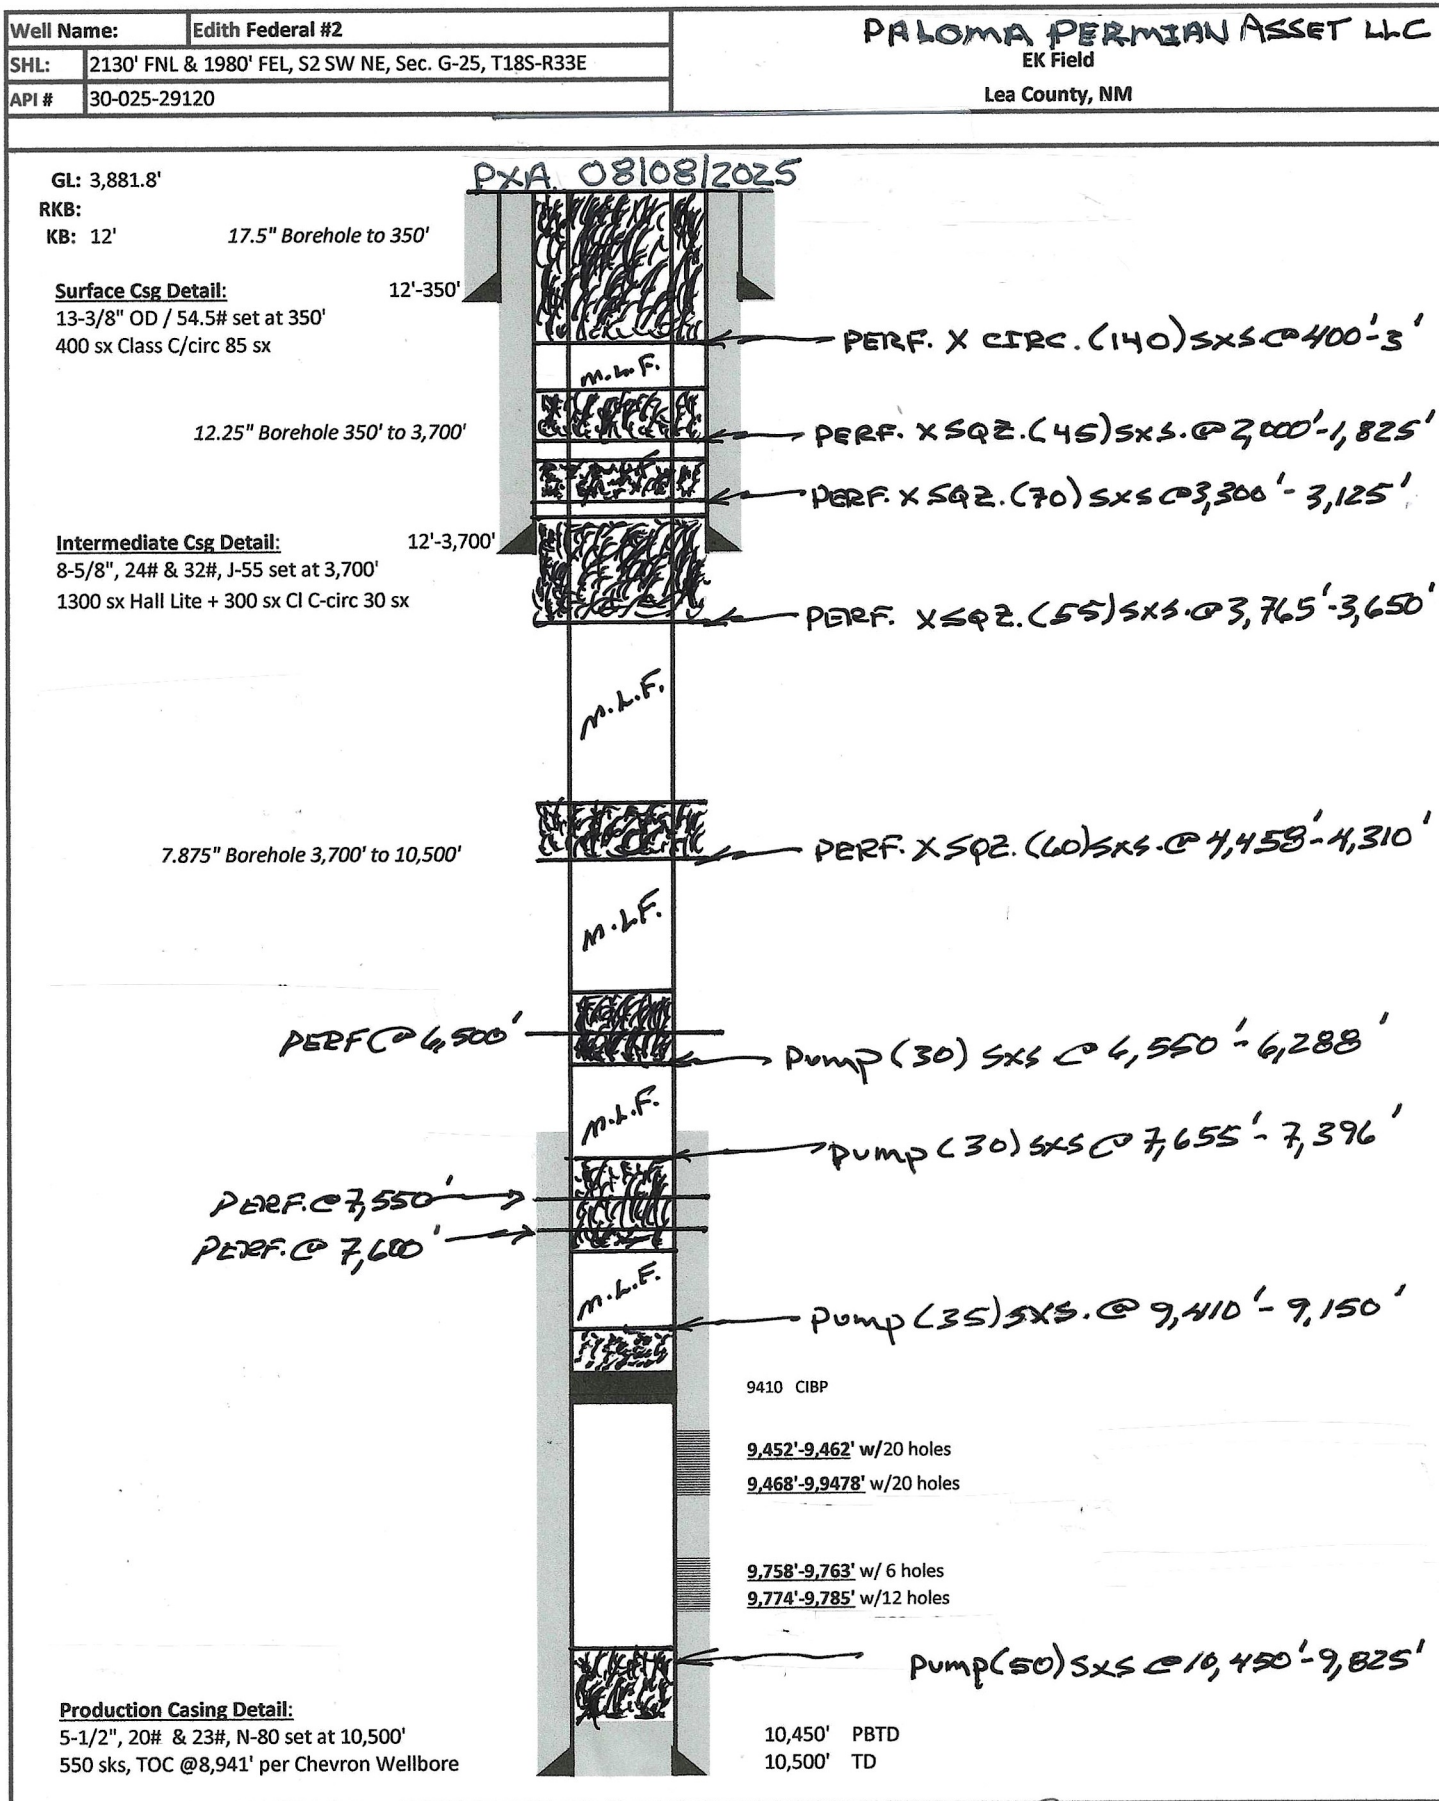 Well Name: Edith Federal #2
PALOMA PERMIAN ASSET LLC
SHL: 2130' FNL & 1980' FEL, S2 SW NE, Sec. G-25, T18S-R33E
EK Field
API # 30-025-29120
Lea County, NM
PXA. 08/08/2025
GL: 3,881.8'
RKB:
KB: 12'
17.5" Borehole to 350'
Surface Csg Detail: 12'-350'
13-3/8" OD / 54.5# set at 350'
400 sx Class C/circ 85 sx
PERF. X CIRC. (140) SXS. @ 400'-3'
M.L.F.
12.25" Borehole 350' to 3,700'
PERF. X SQZ. (45) SXS. @ 2,000'-1,825'
PERF. X SQZ. (70) SXS @ 3,300'-3,125'
Intermediate Csg Detail: 12'-3,700'
8-5/8", 24# & 32#, J-55 set at 3,700'
1300 sx Hall Lite + 300 sx Cl C-circ 30 sx
PERF. X SQZ. (55) SXS. @ 3,765'-3,650'
M.L.F.
7.875" Borehole 3,700' to 10,500'
PERF. X SQZ. (60) SXS. @ 4,458'-4,310'
M.L.F.
PERF @ 6,500'
Pump (30) SXS @ 6,550'-6,288'
M.L.F.
Pump (30) SXS @ 7,655'-7,396'
PERF. @ 7,550'
PERF. @ 7,600'
M.L.F.
Pump (35) SXS. @ 9,410'-9,150'
9410 CIBP
9,452'-9,462' w/20 holes
9,468'-9,9478' w/20 holes
9,758'-9,763' w/ 6 holes
9,774'-9,785' w/12 holes
Pump (50) SXS @ 10,450'-9,825'
Production Casing Detail:
5-1/2", 20# & 23#, N-80 set at 10,500'
550 sks, TOC @8,941' per Chevron Wellbore
10,450' PBTD
10,500' TD